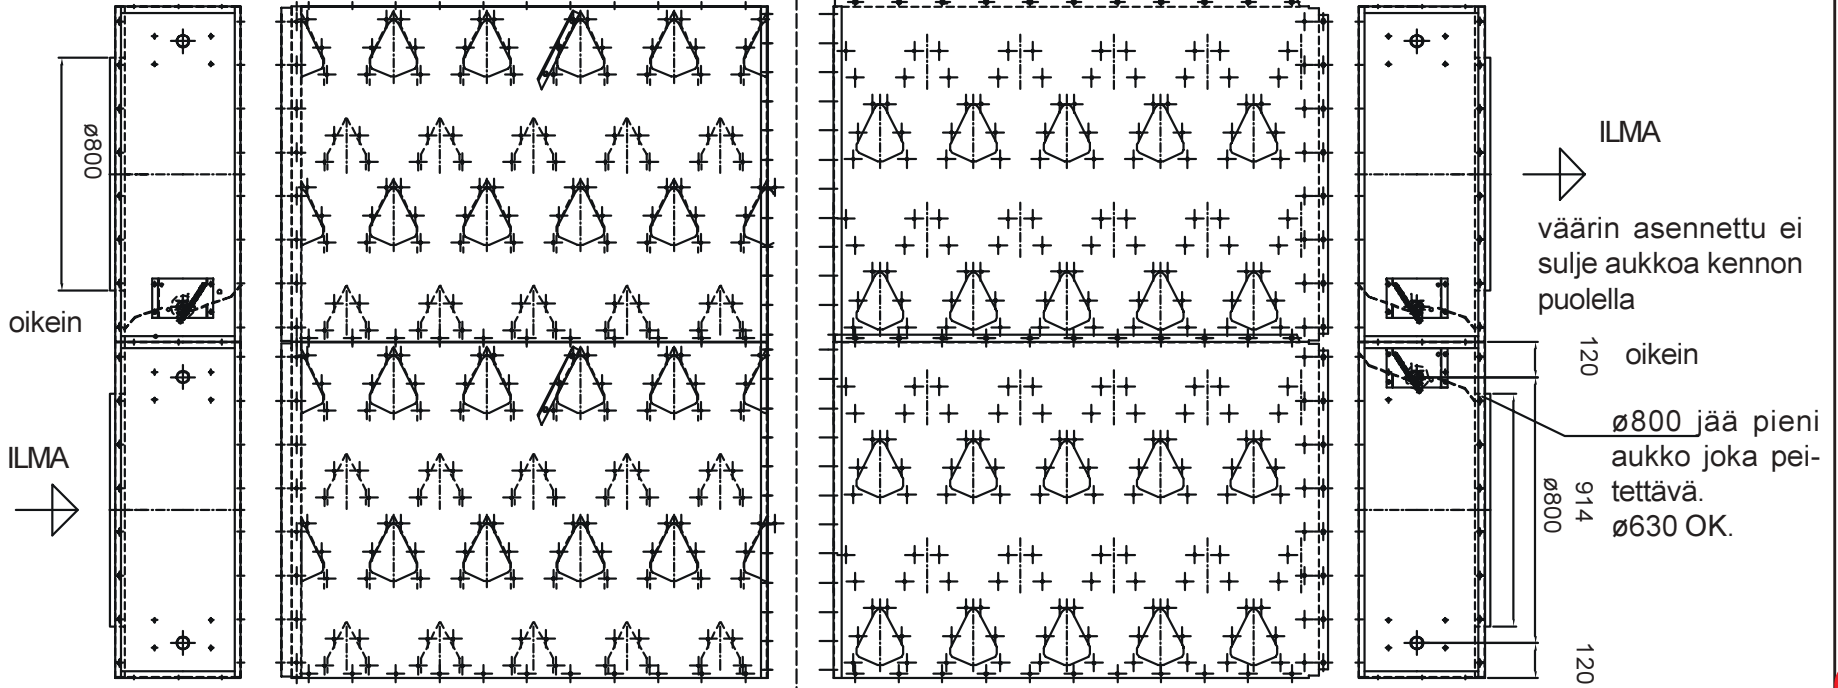 ø800
oikein
ILMA
ILMA
väärin asennettu ei
sulje aukkoa kennon
puolella
120
oikein
ø800 jää pieni
aukko joka pei-
tettävä.
ø630 OK.
914
ø800
120